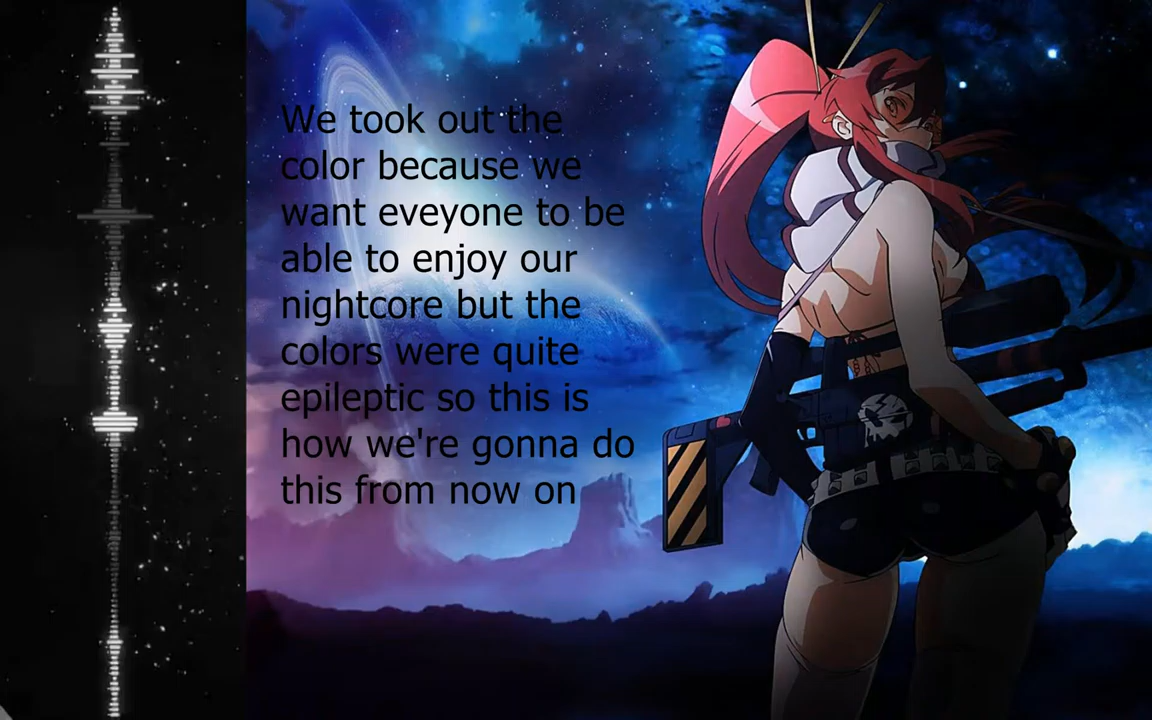 We took out the
color because we
want eveyone to be
able to enjoy our
nightcore but the
colors were quite
epileptic so this is
how we're gonna do
this from now on